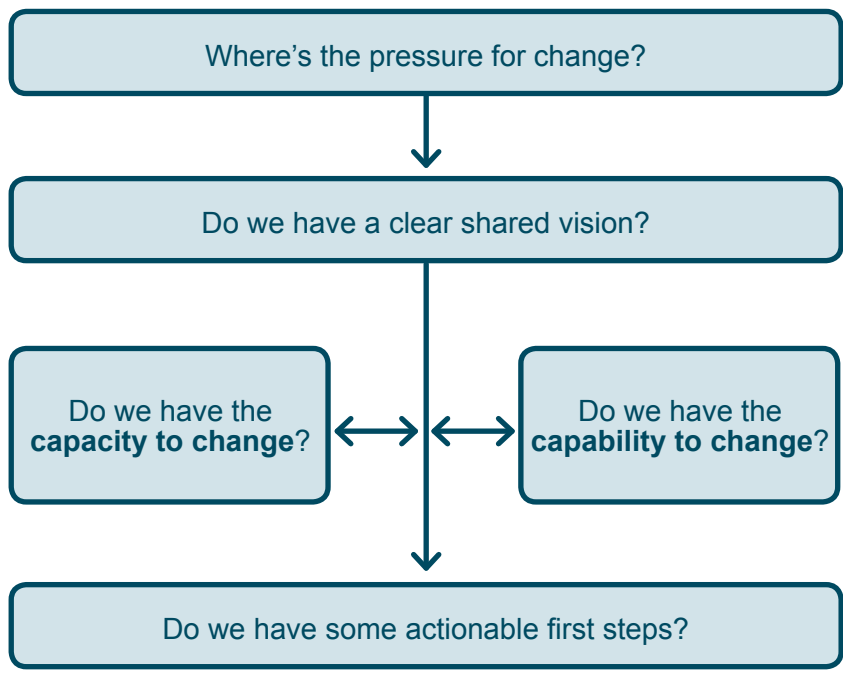 Where’s the pressure for change?
Do we have a clear shared vision?
Do we have the
capacity to change?
Do we have the
capability to change?
Do we have some actionable first steps?